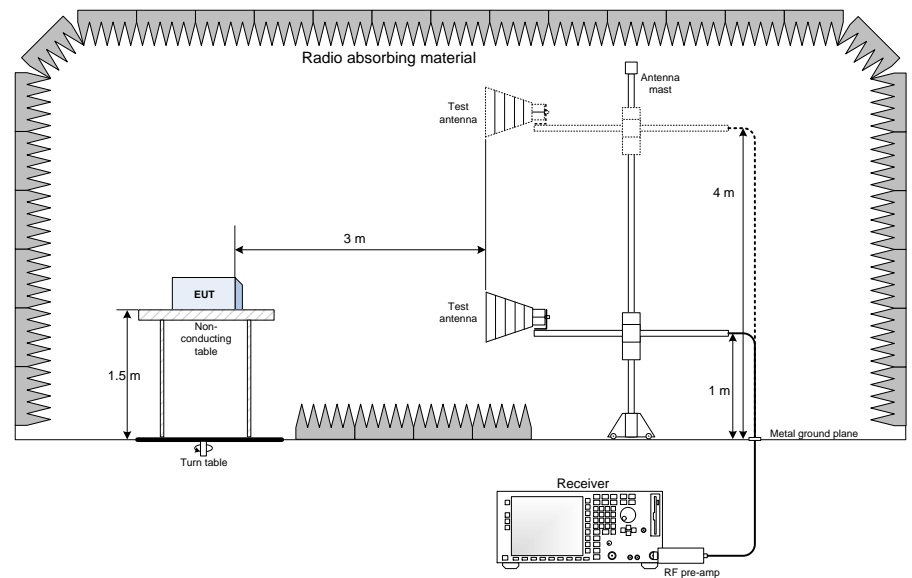 Radio absorbing material
Antenna
mast
Test
antenna
4 m
3 m
EUT
Test
antenna
Non-
conducting
table
1.5 m
1 m
Metal ground plane
Turn table
Receiver
RF pre-amp